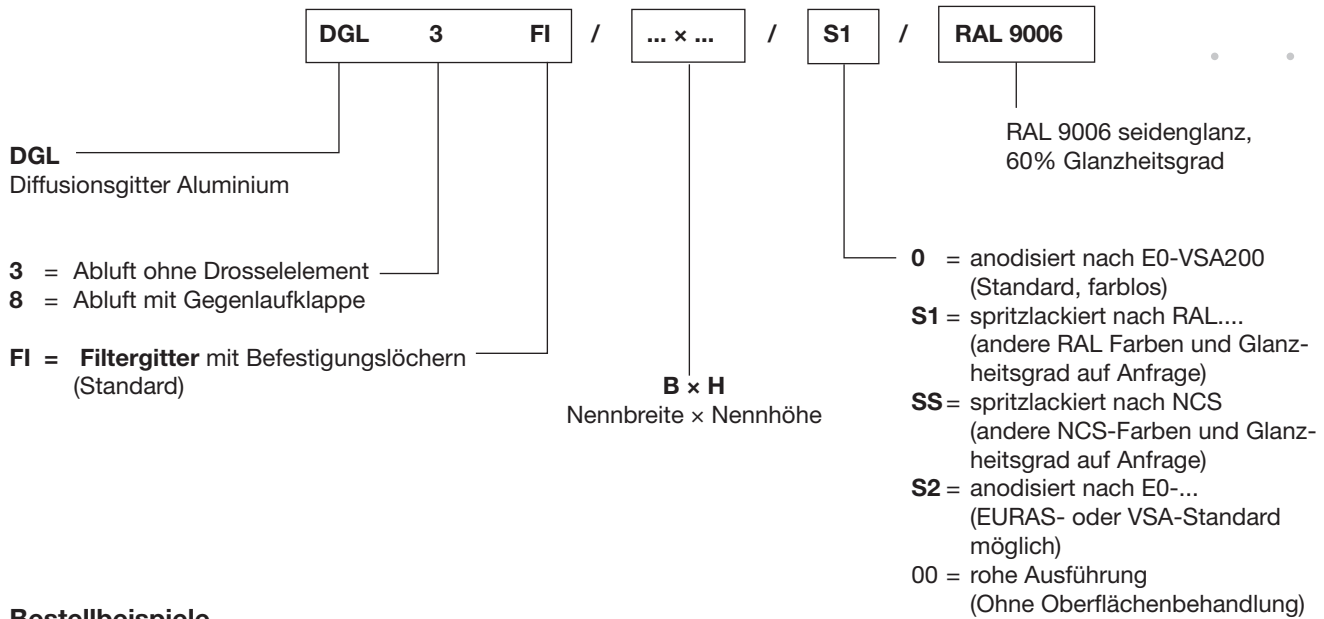 DGL 3 FI / ... × ... / S1 / RAL 9006
RAL 9006 seidenglanz,
60% Glanzheitsgrad
DGL
Diffusionsgitter Aluminium
3 = Abluft ohne Drosselelement
8 = Abluft mit Gegenlaufklappe
FI = Filtergitter mit Befestigungslöchern
(Standard)
B × H
Nennbreite × Nennhöhe
0 = anodisiert nach E0-VSA200
(Standard, farblos)
S1 = spritzlackiert nach RAL....
(andere RAL Farben und Glanz-
heitsgrad auf Anfrage)
SS = spritzlackiert nach NCS
(andere NCS-Farben und Glanz-
heitsgrad auf Anfrage)
S2 = anodisiert nach E0-...
(EURAS- oder VSA-Standard
möglich)
00 = rohe Ausführung
(Ohne Oberflächenbehandlung)
Bestellbeispiele